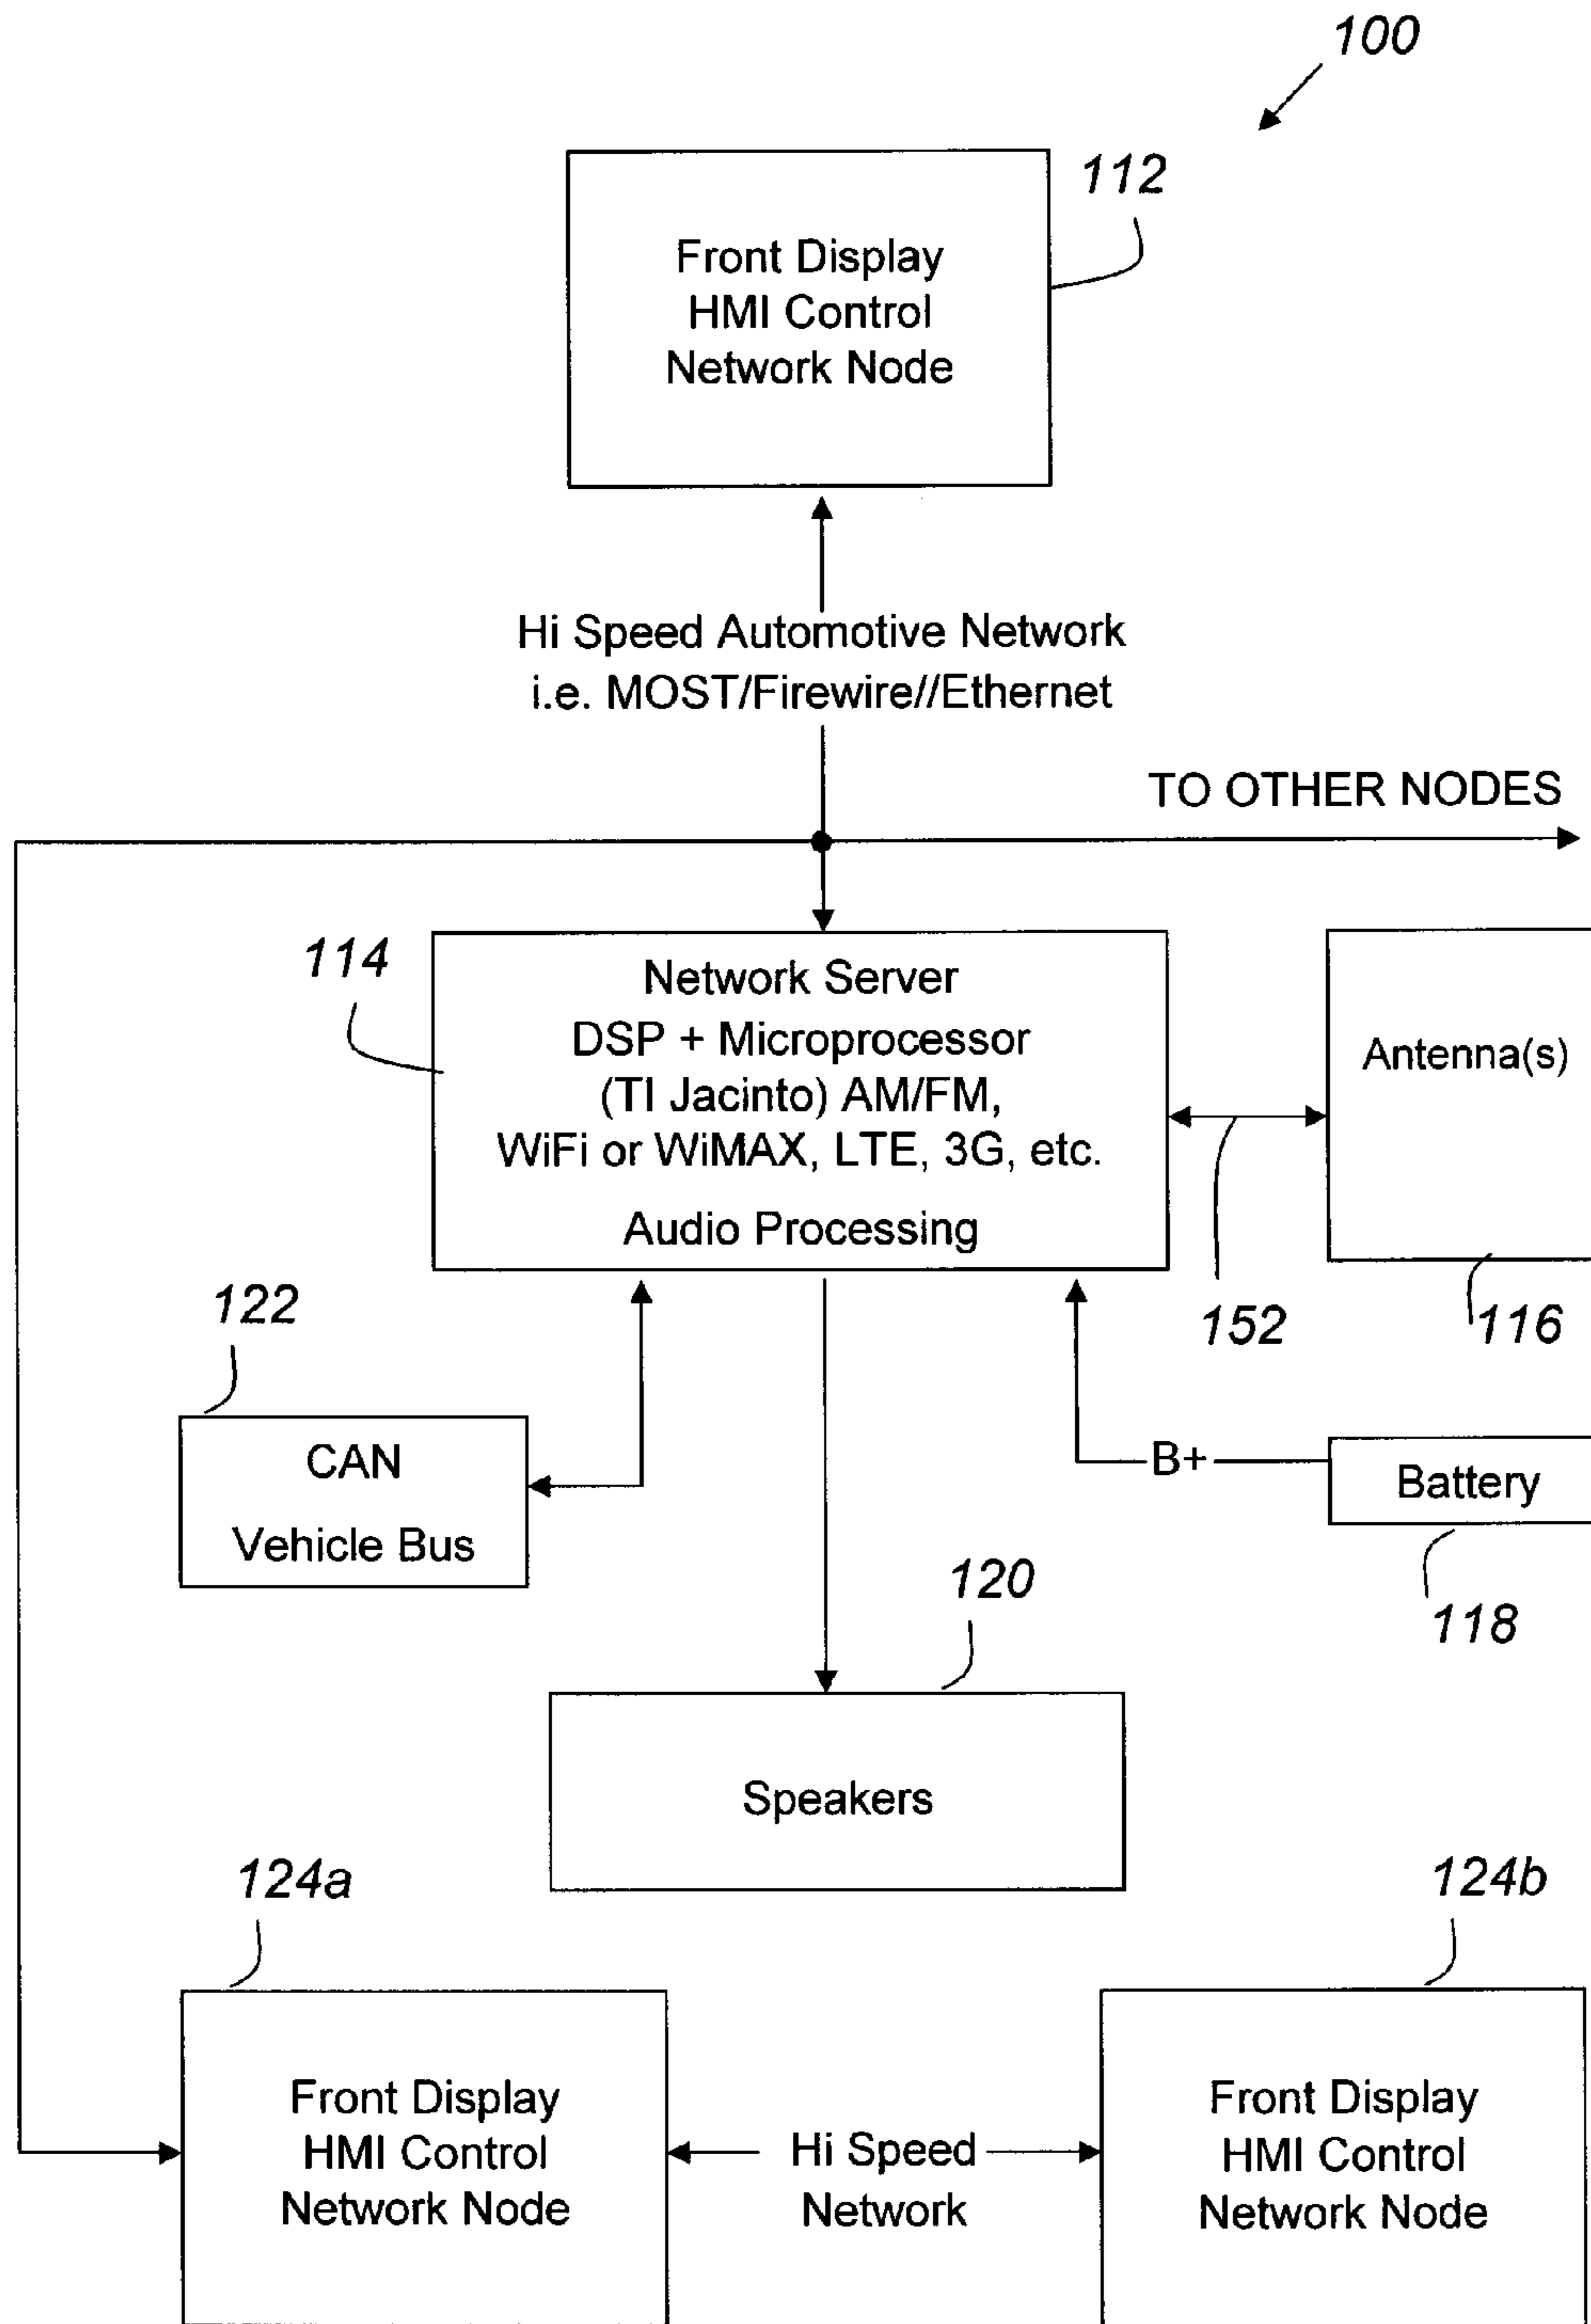 100
112
Front Display
HMI Control
Network Node
Hi Speed Automotive Network
i.e. MOST/Firewire//Ethernet
TO OTHER NODES
114
Network Server
DSP + Microprocessor
(TI Jacinto) AM/FM,
WiFi or WiMAX, LTE, 3G, etc.
Audio Processing
Antenna(s)
152
116
122
CAN
Vehicle Bus
B+
Battery
118
120
Speakers
124a
124b
Front Display
HMI Control
Network Node
Hi Speed
Network
Front Display
HMI Control
Network Node